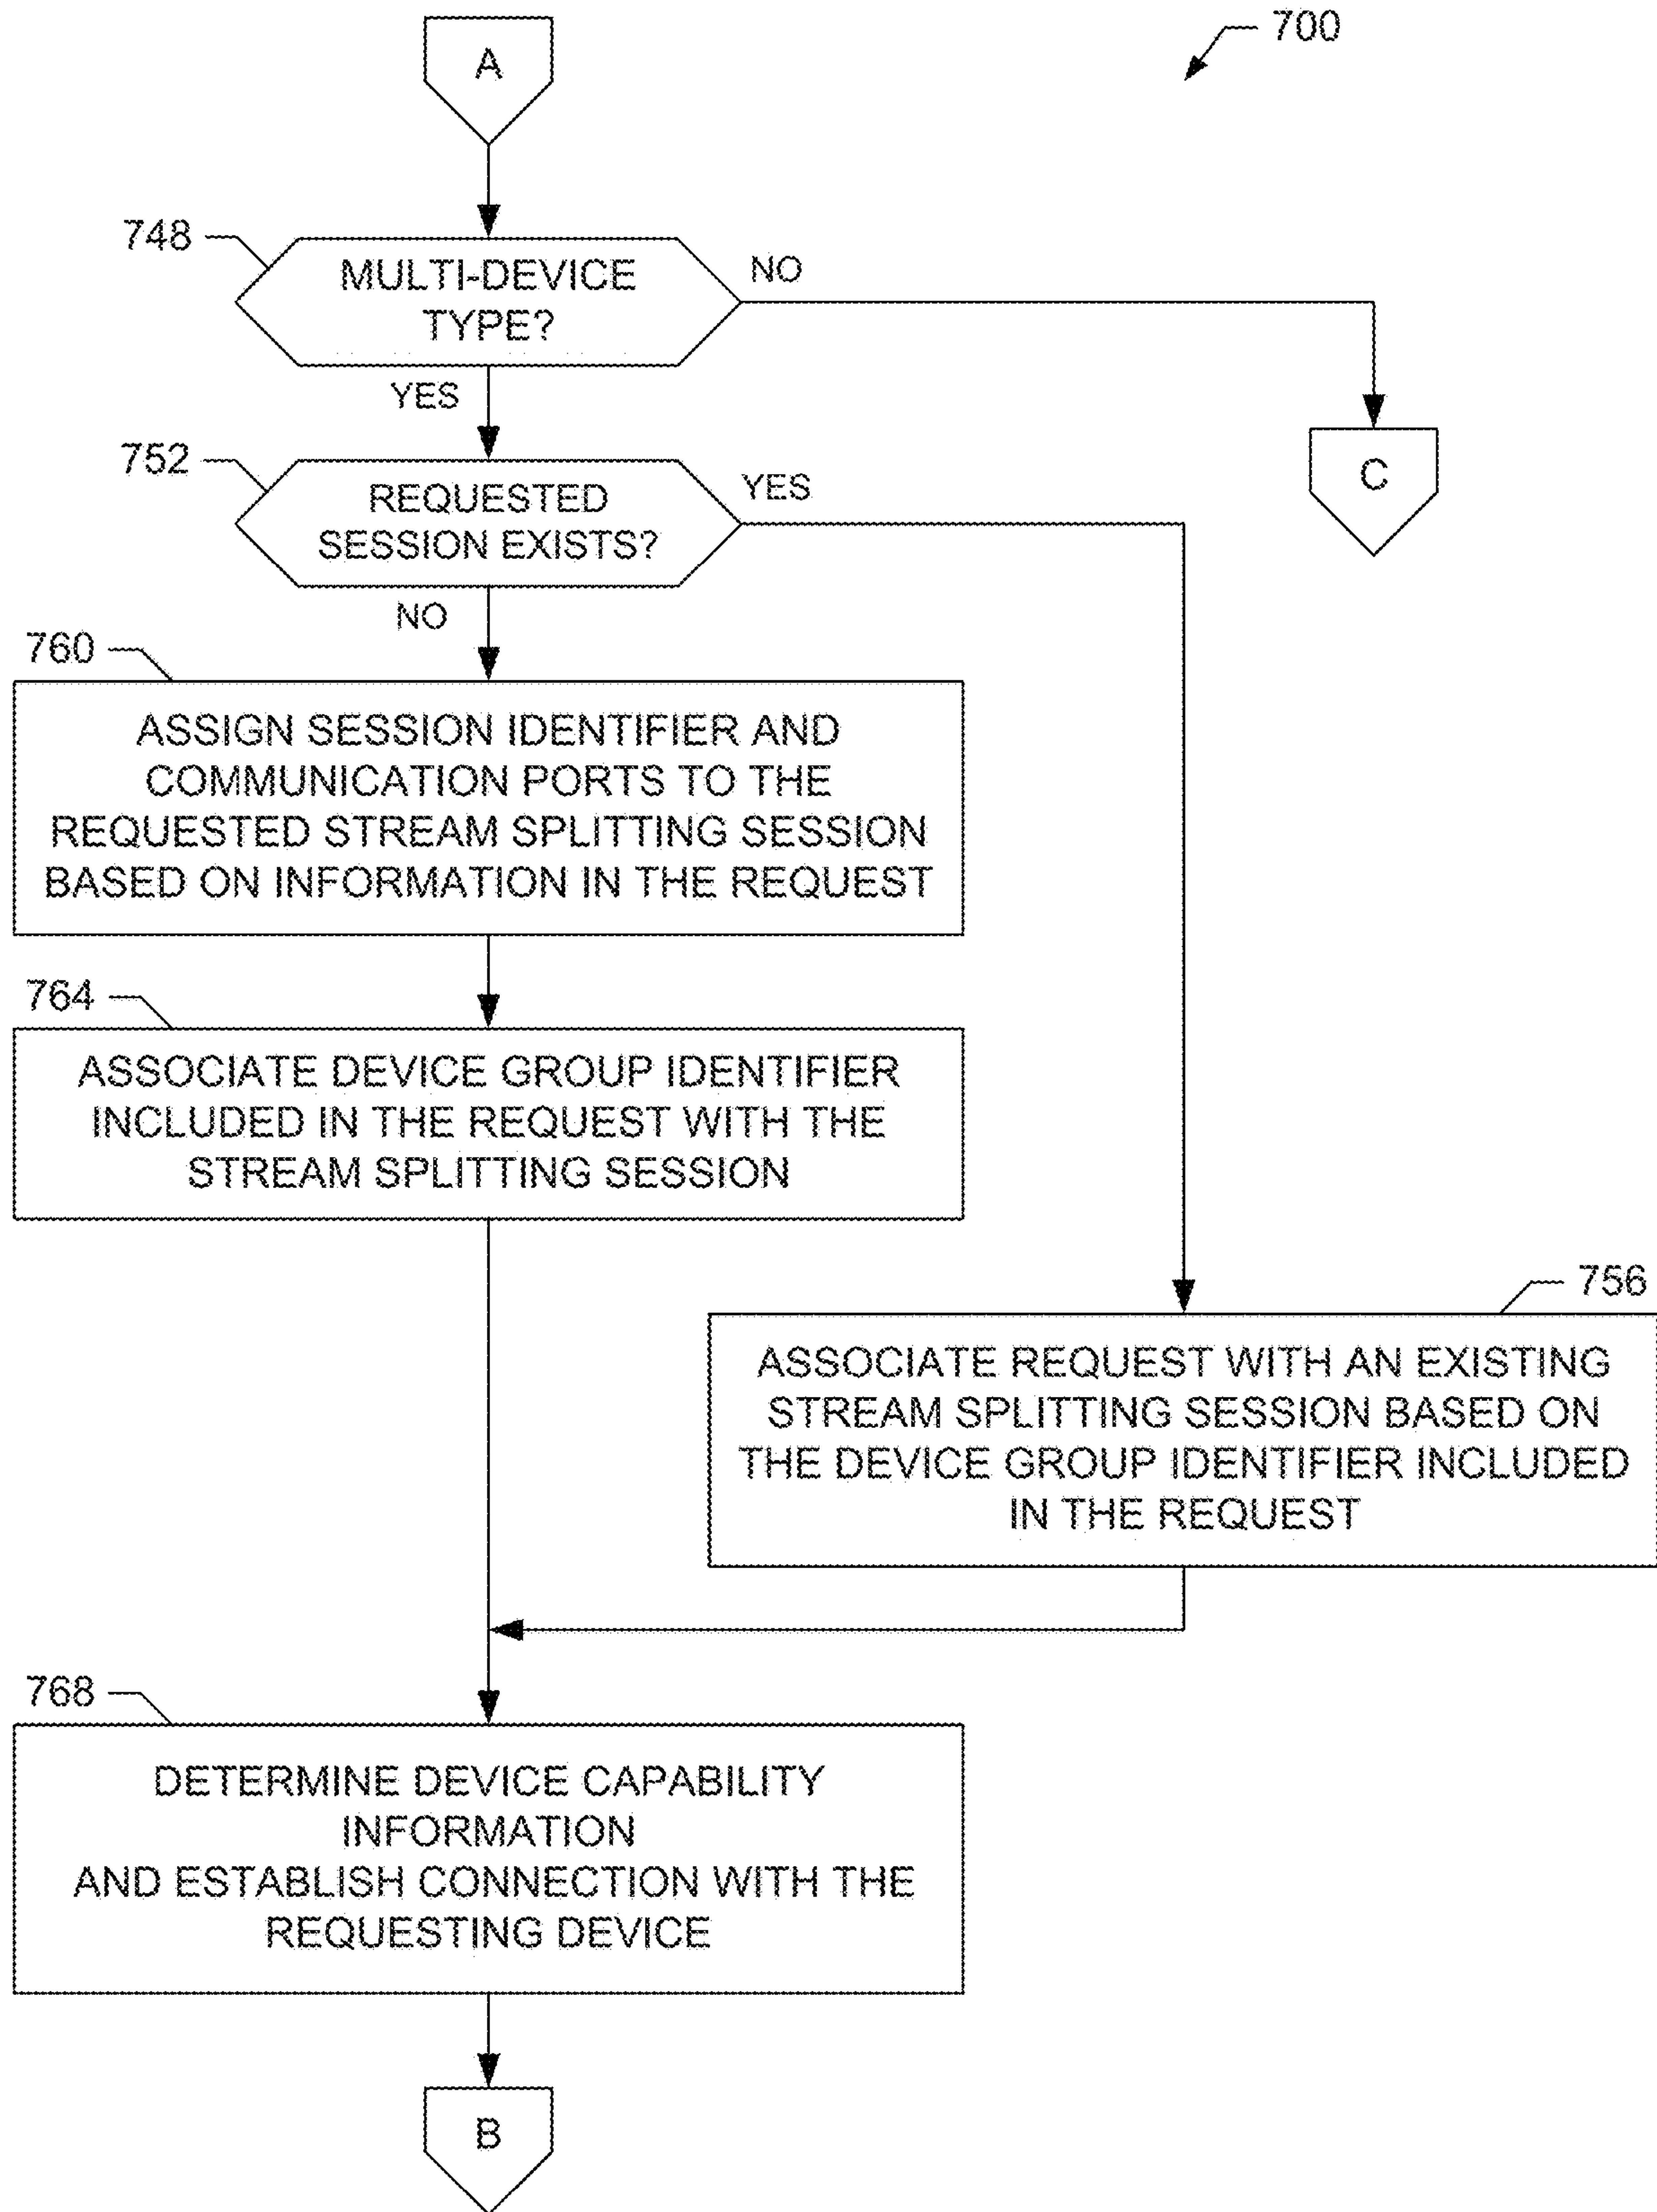 A
700
748
MULTI-DEVICE
TYPE?
NO
YES
C
752
REQUESTED
SESSION EXISTS?
YES
NO
760
ASSIGN SESSION IDENTIFIER AND
COMMUNICATION PORTS TO THE
REQUESTED STREAM SPLITTING SESSION
BASED ON INFORMATION IN THE REQUEST
764
ASSOCIATE DEVICE GROUP IDENTIFIER
INCLUDED IN THE REQUEST WITH THE
STREAM SPLITTING SESSION
756
ASSOCIATE REQUEST WITH AN EXISTING
STREAM SPLITTING SESSION BASED ON
THE DEVICE GROUP IDENTIFIER INCLUDED
IN THE REQUEST
768
DETERMINE DEVICE CAPABILITY
INFORMATION
AND ESTABLISH CONNECTION WITH THE
REQUESTING DEVICE
B